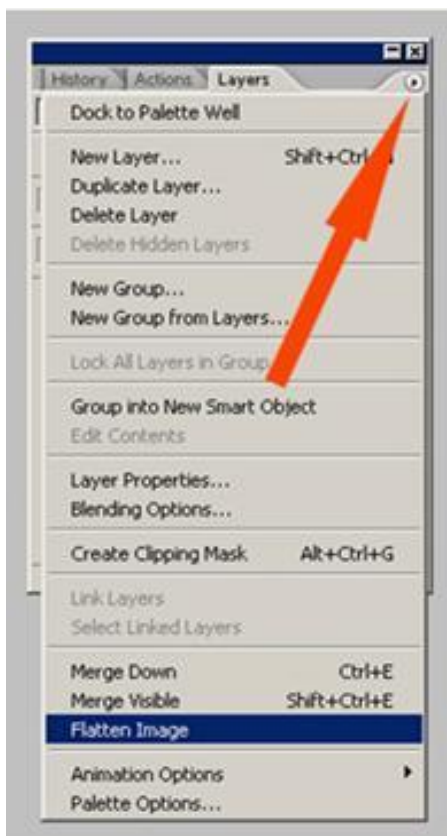 History Actions Layers
Dock to Palette Well
New Layer... Shift+Ctrl
Duplicate Layer...
Delete Layer
Delete Hidden Layers
New Group...
New Group from Layers...
Lock All Layers in Group
Group into New Smart Object
Edit Contents
Layer Properties...
Blending Options...
Create Clipping Mask Alt+Ctrl+G
Link Layers
Select Linked Layers
Merge Down Ctrl+E
Merge Visible Shift+Ctrl+E
Flatten Image
Animation Options
Palette Options...